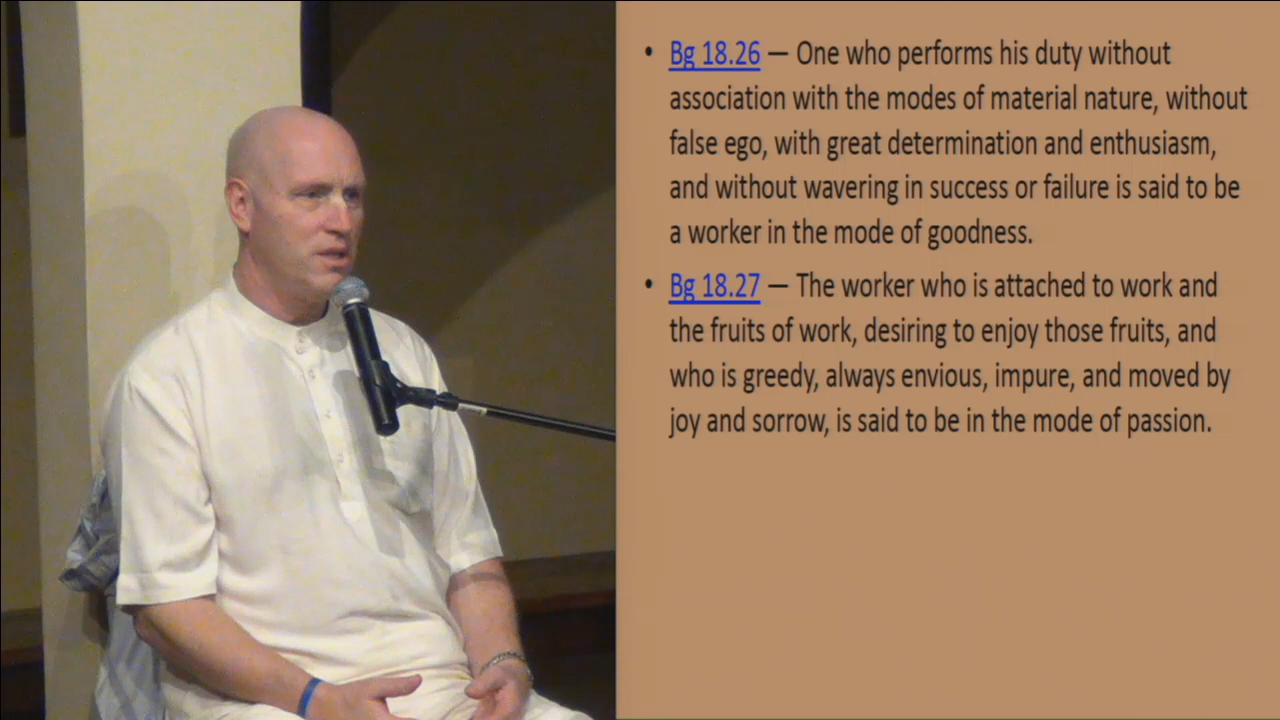 • Bg 18.26 — One who performs his duty without
association with the modes of material nature, without
false ego, with great determination and enthusiasm,
and without wavering in success or failure is said to be
a worker in the mode of goodness.
• Bg 18.27 — The worker who is attached to work and
the fruits of work, desiring to enjoy those fruits, and
who is greedy, always envious, impure, and moved by
joy and sorrow, is said to be in the mode of passion.